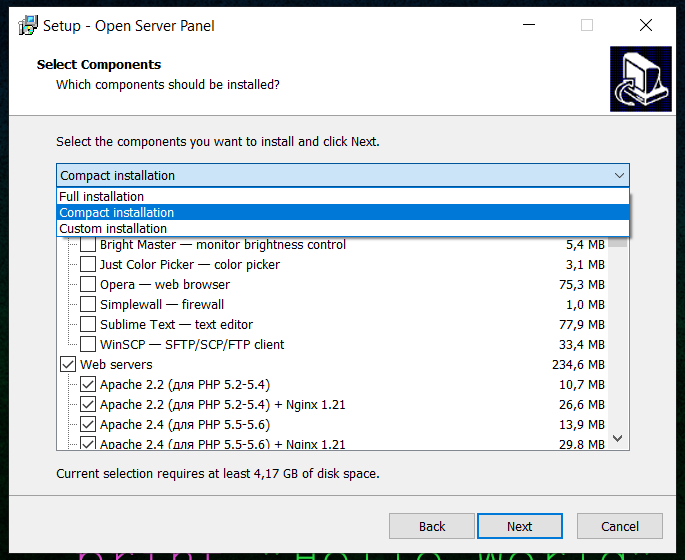 Setup - Open Server Panel
Select Components
Which components should be installed?
Select the components you want to install and click Next.
Compact installation
Full installation
Compact installation
Custom installation
Bright Master — monitor brightness control 5,4 MB
Just Color Picker — color picker 3,1 MB
Opera — web browser 75,3 MB
Simplewall — firewall 1,0 MB
Sublime Text — text editor 77,9 MB
WinSCP — SFTP/SCP/FTP client 33,4 MB
Web servers 234,6 MB
Apache 2.2 (для PHP 5.2-5.4) 10,7 MB
Apache 2.2 (для PHP 5.2-5.4) + Nginx 1.21 26,6 MB
Apache 2.4 (для PHP 5.5-5.6) 13,9 MB
Apache 2.4 (для PHP 5.5-5.6) + Nginx 1.21 29,8 MB
Current selection requires at least 4,17 GB of disk space.
Back Next Cancel
print "Hello World"